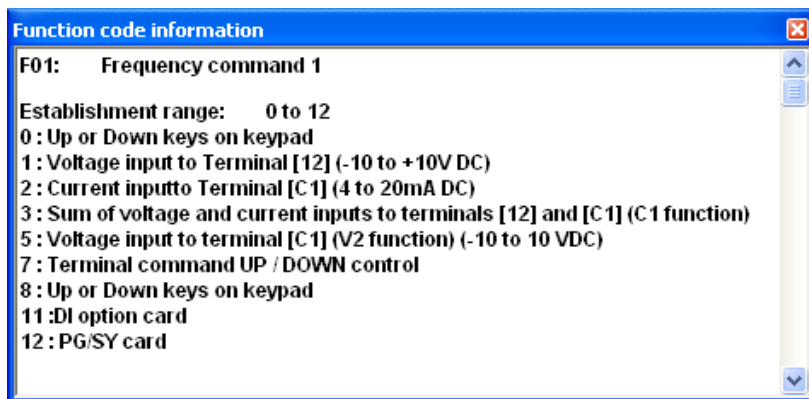 Function code information
F01: Frequency command 1
Establishment range: 0 to 12
0 : Up or Down keys on keypad
1 : Voltage input to Terminal [12] (-10 to +10V DC)
2 : Current inputto Terminal [C1] (4 to 20mA DC)
3 : Sum of voltage and current inputs to terminals [12] and [C1] (C1 function)
5 : Voltage input to terminal [C1] (V2 function) (-10 to 10 VDC)
7 : Terminal command UP / DOWN control
8 : Up or Down keys on keypad
11 :DI option card
12 : PG/SY card